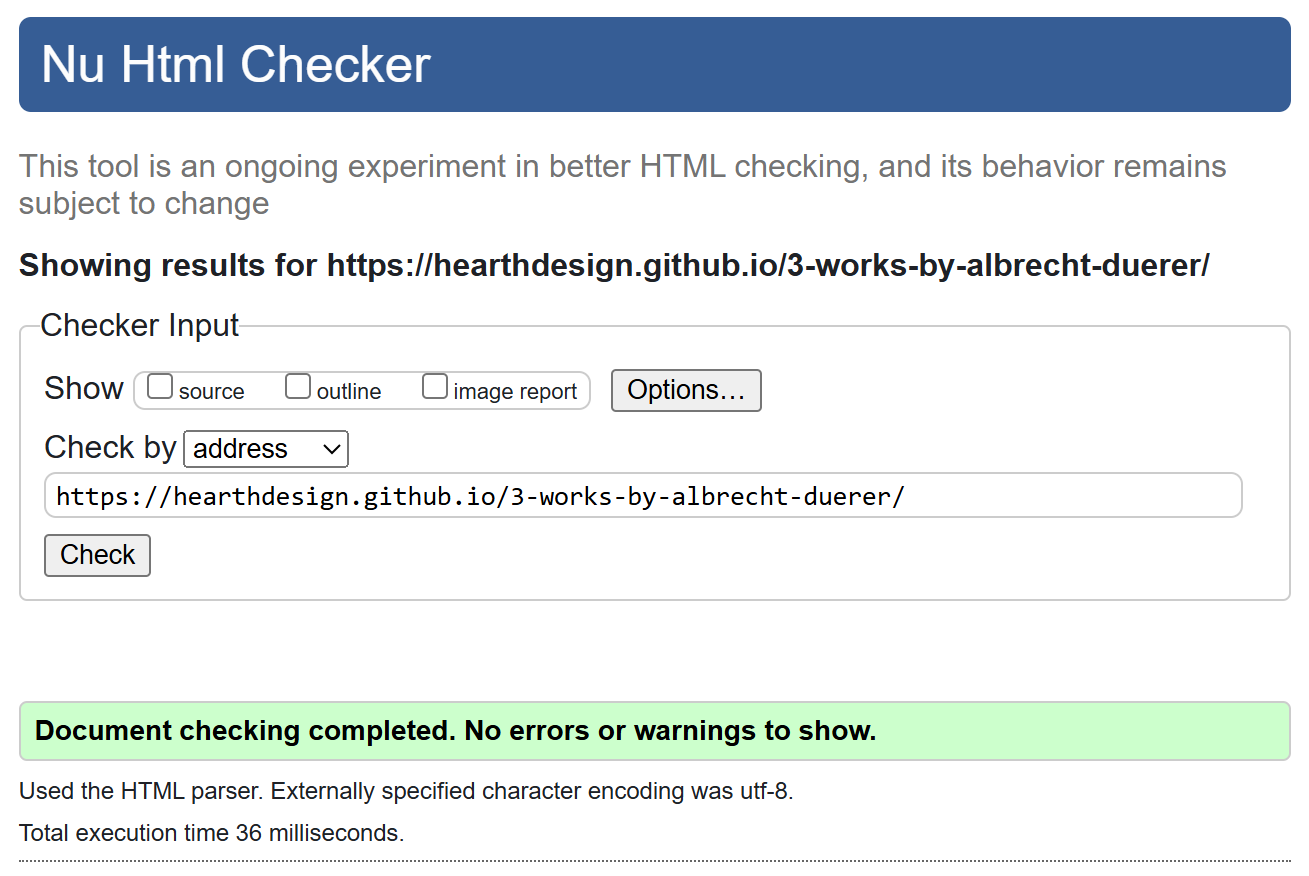 Nu Html Checker
This tool is an ongoing experiment in better HTML checking, and its behavior remains
subject to change
Showing results for https://hearthdesign.github.io/3-works-by-albrecht-duerer/
Checker Input
Show source outline image report Options...
Check by address
https://hearthdesign.github.io/3-works-by-albrecht-duerer/
Check
Document checking completed. No errors or warnings to show.
Used the HTML parser. Externally specified character encoding was utf-8.
Total execution time 36 milliseconds.